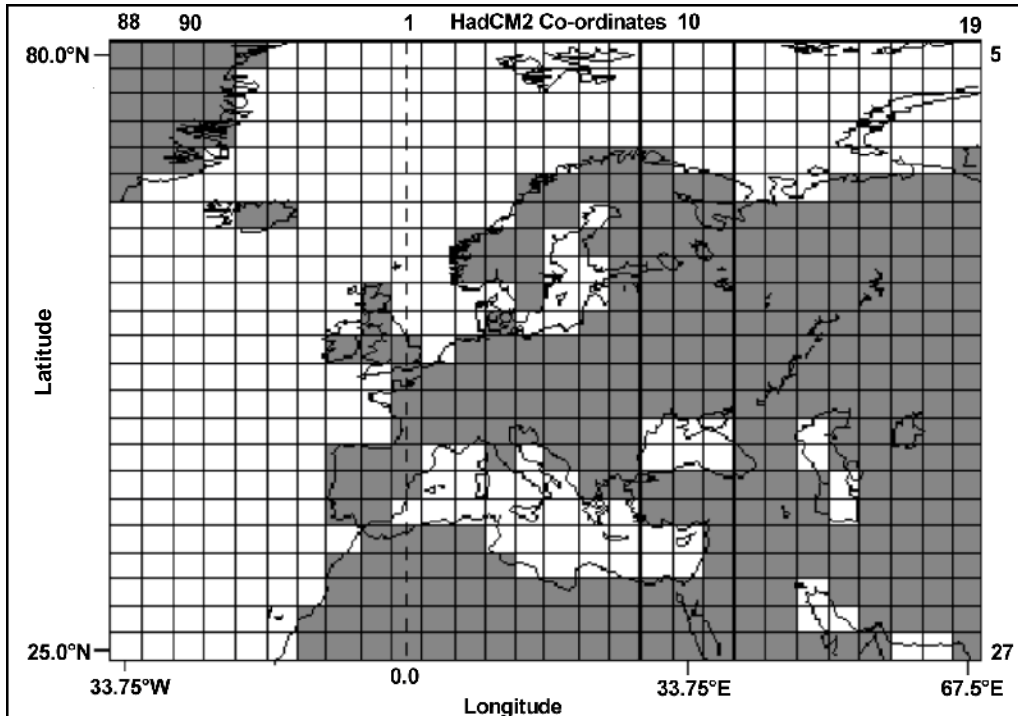 88 90 1 HadCM2 Co-ordinates 10 19
80.0°N 5
Latitude
25.0°N 27
33.75°W 0.0 33.75°E 67.5°E
Longitude